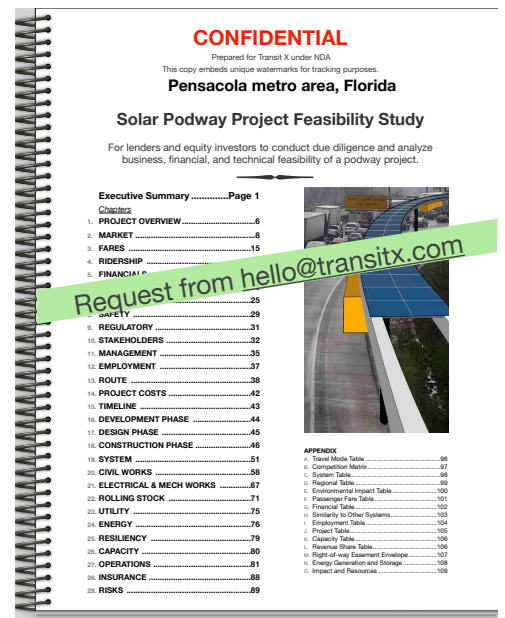 CONFIDENTIAL
Prepared for Transit X under NDA
This copy embeds unique watermarks for tracking purposes.
Pensacola metro area, Florida
Solar Podway Project Feasibility Study
For lenders and equity investors to conduct due diligence and analyze
business, financial, and technical feasibility of a podway project.
Executive Summary..............Page 1
Chapters
1. PROJECT OVERVIEW..................................6
2. MARKET..................................8
3. FARES..................................15
4. RIDERSHIP
5. FINANCIALS
Request from hello@transitx.com
25
8. SAFETY..................................29
9. REGULATORY..................................31
10. STAKEHOLDERS..................................32
11. MANAGEMENT..................................35
12. EMPLOYMENT..................................37
13. ROUTE..................................38
14. PROJECT COSTS..................................42
15. TIMELINE..................................43
16. DEVELOPMENT PHASE..................................44
17. DESIGN PHASE..................................45
18. CONSTRUCTION PHASE..................................46
19. SYSTEM..................................51
20. CIVIL WORKS..................................58
21. ELECTRICAL & MECH WORKS..................................67
22. ROLLING STOCK..................................71
23. UTILITY..................................75
24. ENERGY..................................76
25. RESILIENCY..................................79
26. CAPACITY..................................80
27. OPERATIONS..................................81
28. INSURANCE..................................88
29. RISKS..................................89
APPENDIX
A. Travel Mode Table..................................96
B. Competition Matrix..................................97
C. System Table..................................98
D. Regional Table..................................99
E. Environmental Impact Table..................................100
F. Passenger Fare Table..................................101
G. Financial Table..................................102
H. Similarity to Other Systems..................................103
I. Employment Table..................................104
J. Project Table..................................105
K. Capacity Table..................................106
L. Revenue Share Table..................................106
M. Right-of-way Easement Envelope..................................107
N. Energy Generation and Storage..................................108
O. Impact and Resources..................................109